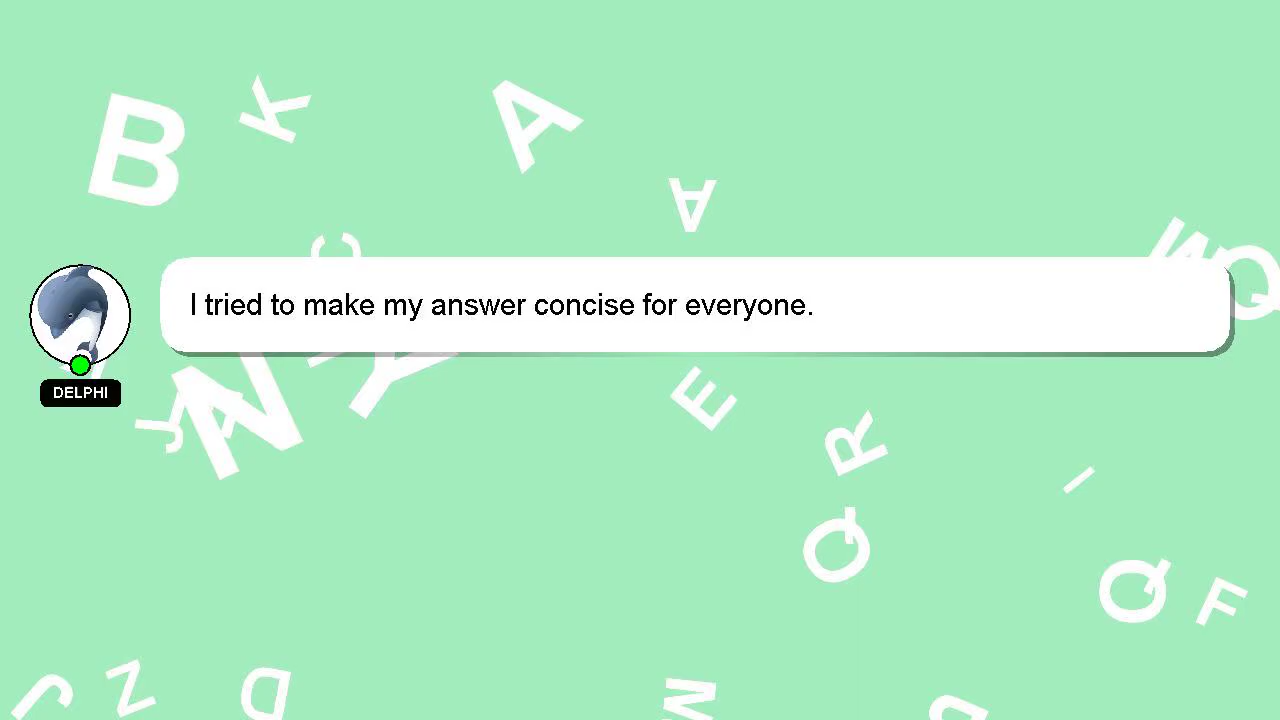 B
K
A
A
C
M
Q
I tried to make my answer concise for everyone.
DELPHI
N
Y
J
A
E
R
I
Q
Q
F
J
Z
D
M